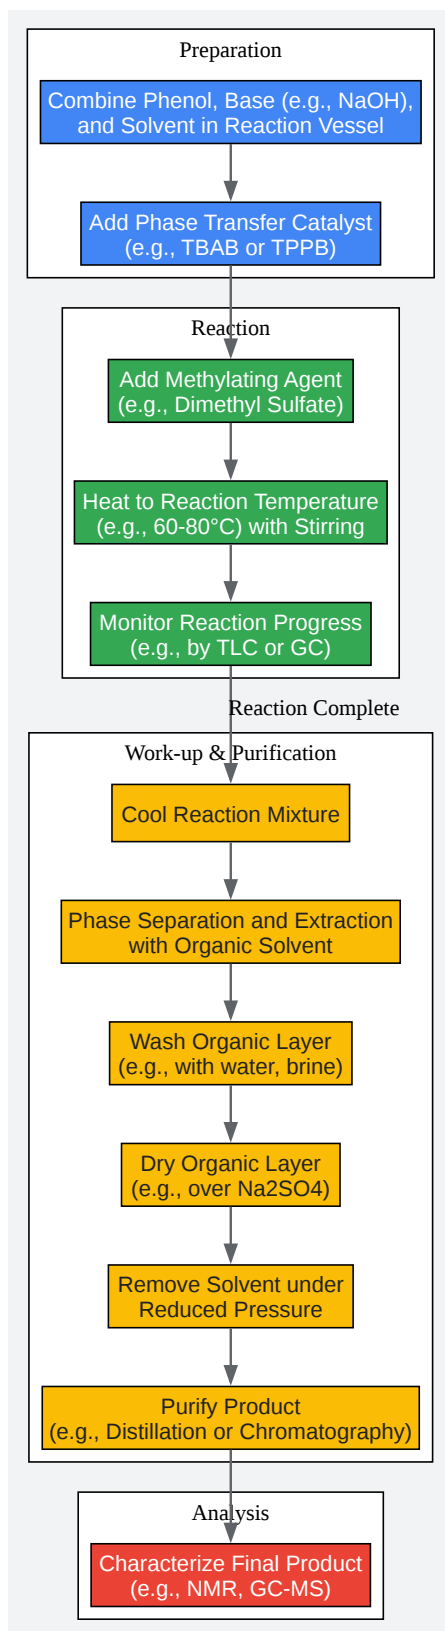 Preparation
Combine Phenol, Base (e.g., NaOH),
and Solvent in Reaction Vessel
Add Phase Transfer Catalyst
(e.g., TBAB or TPPB)
Reaction
Add Methylating Agent
(e.g., Dimethyl Sulfate)
Heat to Reaction Temperature
(e.g., 60-80°C) with Stirring
Monitor Reaction Progress
(e.g., by TLC or GC)
Reaction Complete
Work-up & Purification
Cool Reaction Mixture
Phase Separation and Extraction
with Organic Solvent
Wash Organic Layer
(e.g., with water, brine)
Dry Organic Layer
(e.g., over Na2SO4)
Remove Solvent under
Reduced Pressure
Purify Product
(e.g., Distillation or Chromatography)
Analysis
Characterize Final Product
(e.g., NMR, GC-MS)